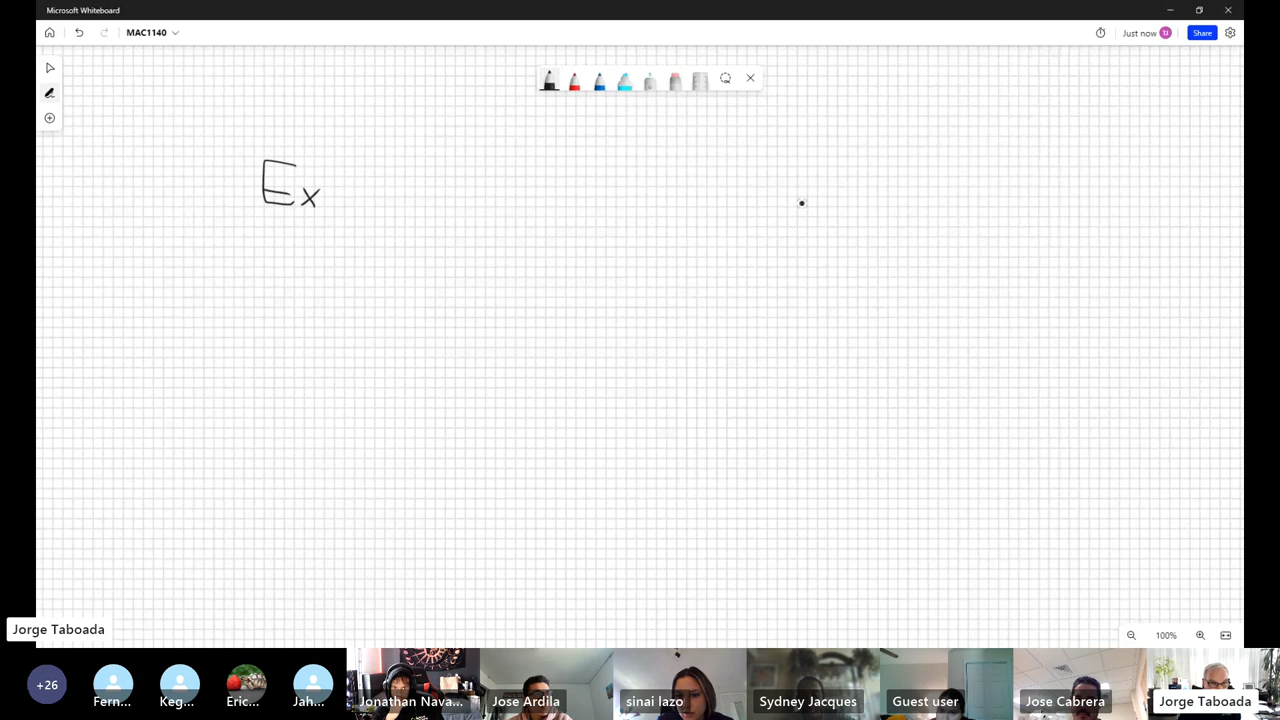 Microsoft Whiteboard
MAC1140
Just now TJ
Share
Ex
100%
Jorge Taboada
+26
Fern...
Keg...
Eric...
Jah...
Jonathan Nava...
Jose Ardila
sinai lazo
Sydney Jacques
Guest user
Jose Cabrera
Jorge Taboada